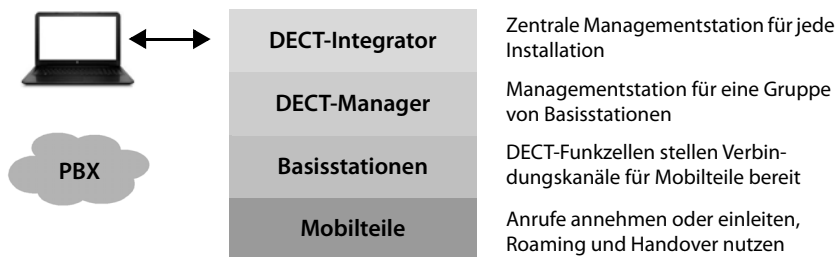 DECT-Integrator
Zentrale Managementstation für jede
Installation
DECT-Manager
Managementstation für eine Gruppe
von Basisstationen
PBX
Basisstationen
DECT-Funkzellen stellen Verbin-
dungskanäle für Mobilteile bereit
Mobilteile
Anrufe annehmen oder einleiten,
Roaming und Handover nutzen